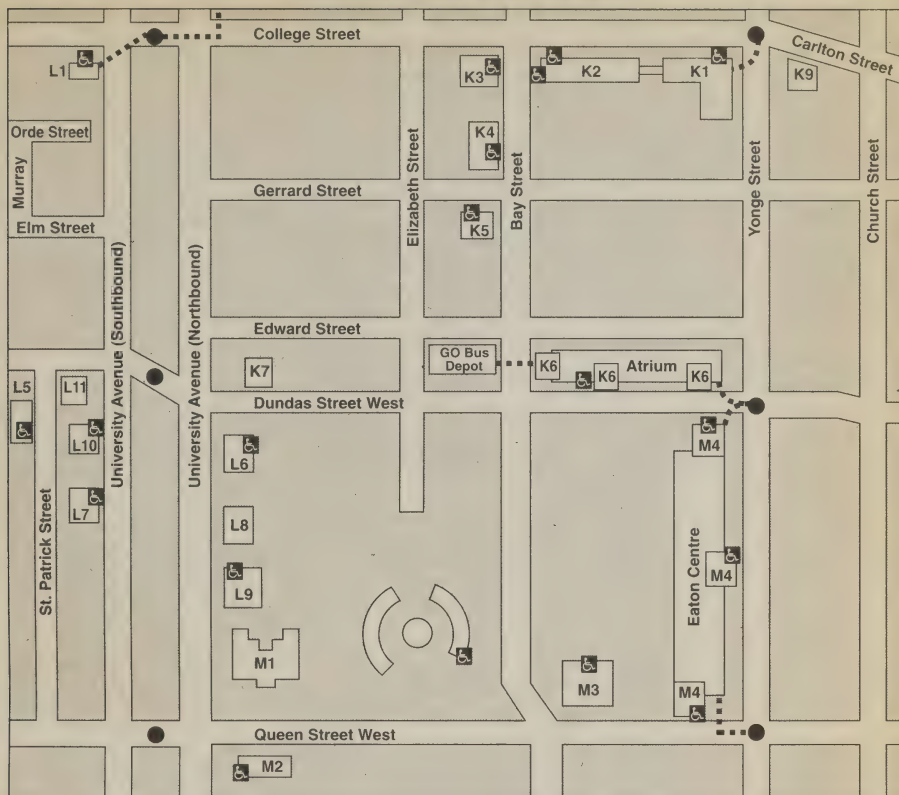 College Street
Carlton Street
L1
K3
K2
K1
K9
Orde Street
K4
Murray
Elizabeth Street
Bay Street
Yonge Street
Church Street
Gerrard Street
Elm Street
K5
University Avenue (Southbound)
University Avenue (Northbound)
Edward Street
GO Bus
Depot
K6
K6
Atrium
K6
K7
L5
L11
Dundas Street West
L10
L6
M4
L7
L8
St. Patrick Street
Eaton Centre
M4
L9
M1
M3
M4
Queen Street West
M2